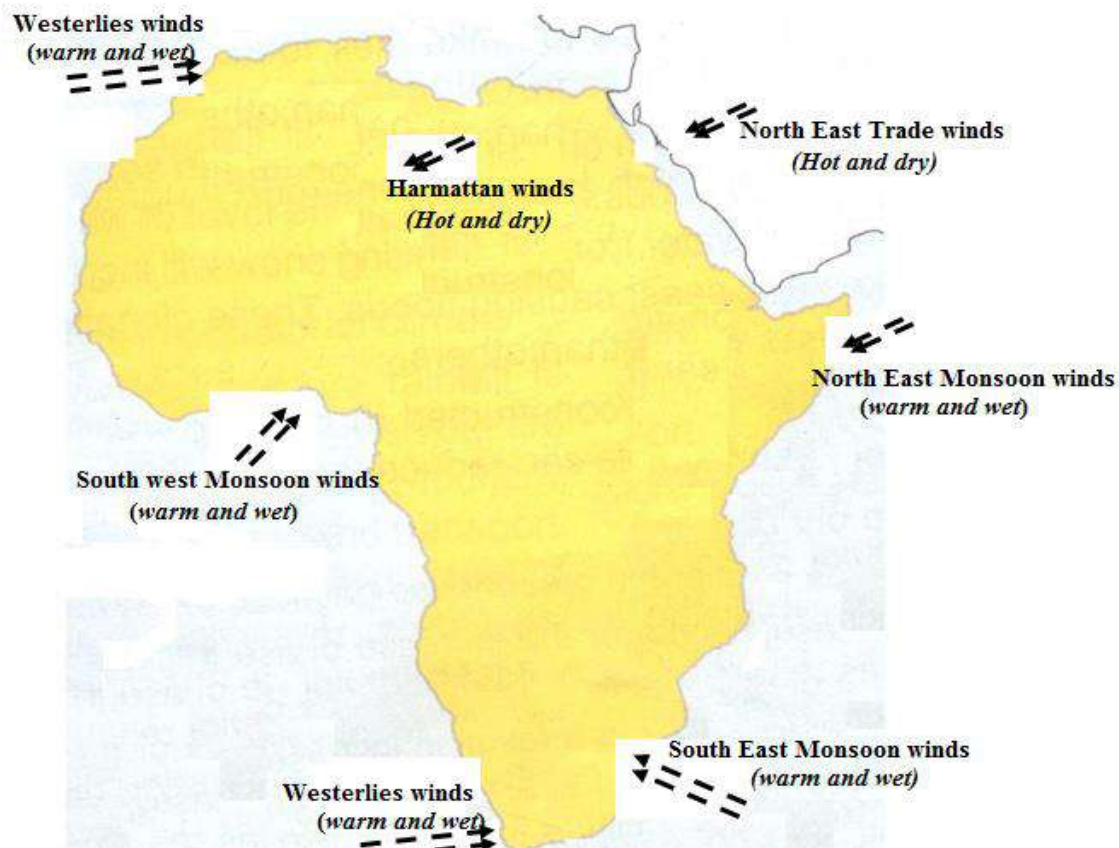 Westerlies winds
(warm and wet)
North East Trade winds
(Hot and dry)
Harmattan winds
(Hot and dry)
North East Monsoon winds
(warm and wet)
South west Monsoon winds
(warm and wet)
South East Monsoon winds
(warm and wet)
Westerlies winds
(warm and wet)